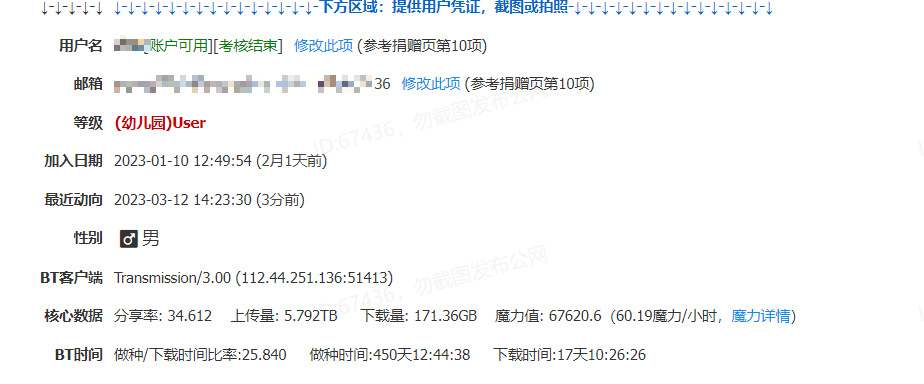 ↓-↓-↓-↓-↓ ↓-↓-↓-↓-↓-↓-↓-↓-↓-↓-↓-↓-↓-↓-↓-下方区域：提供用户凭证，截图或拍照-↓-↓-↓-↓-↓-↓-↓-↓-↓-↓-↓-↓-↓-↓-↓
用户名 [账户可用][考核结束] 修改此项 (参考捐赠页第10项)
邮箱 36 修改此项 (参考捐赠页第10项)
等级 (幼儿园)User
加入日期 2023-01-10 12:49:54 (2月1天前)
最近动向 2023-03-12 14:23:30 (3分前)
性别 男
BT客户端 Transmission/3.00 (112.44.251.136:51413)
核心数据 分享率: 34.612 上传量: 5.792TB 下载量: 171.36GB 魔力值: 67620.6（60.19魔力/小时，魔力详情）
BT时间 做种/下载时间比率:25.840 做种时间:450天12:44:38 下载时间:17天10:26:26
ID:67436，勿截图发布公网
ID:67436，勿截图发布公网